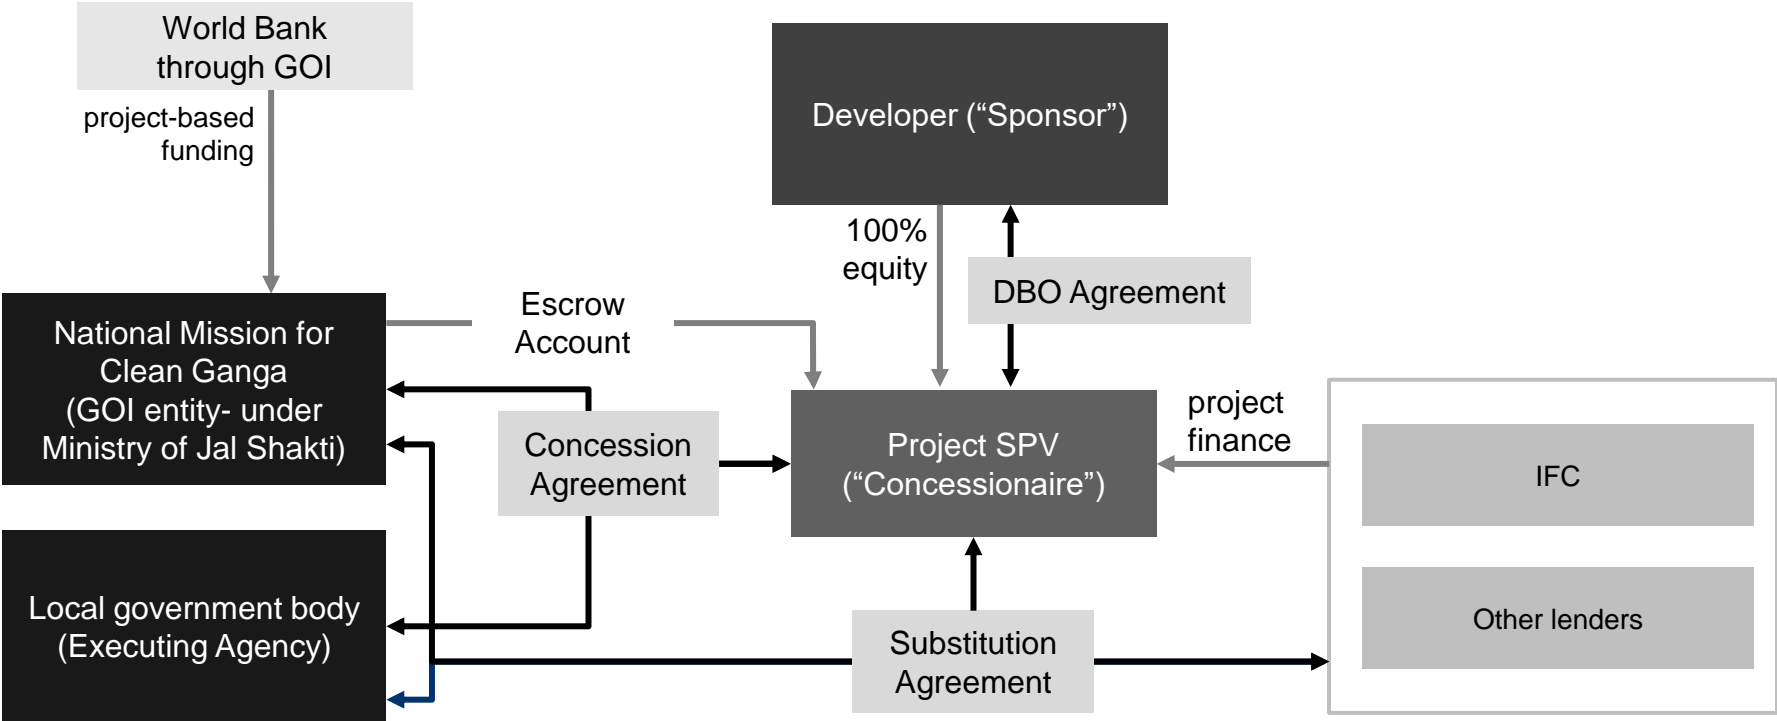 World Bank
through GOI
project-based
funding
Developer (“Sponsor”)
100%
equity
DBO Agreement
National Mission for
Clean Ganga
(GOI entity- under
Ministry of Jal Shakti)
Escrow
Account
Concession
Agreement
Project SPV
(“Concessionaire”)
project
finance
IFC
Other lenders
Local government body
(Executing Agency)
Substitution
Agreement